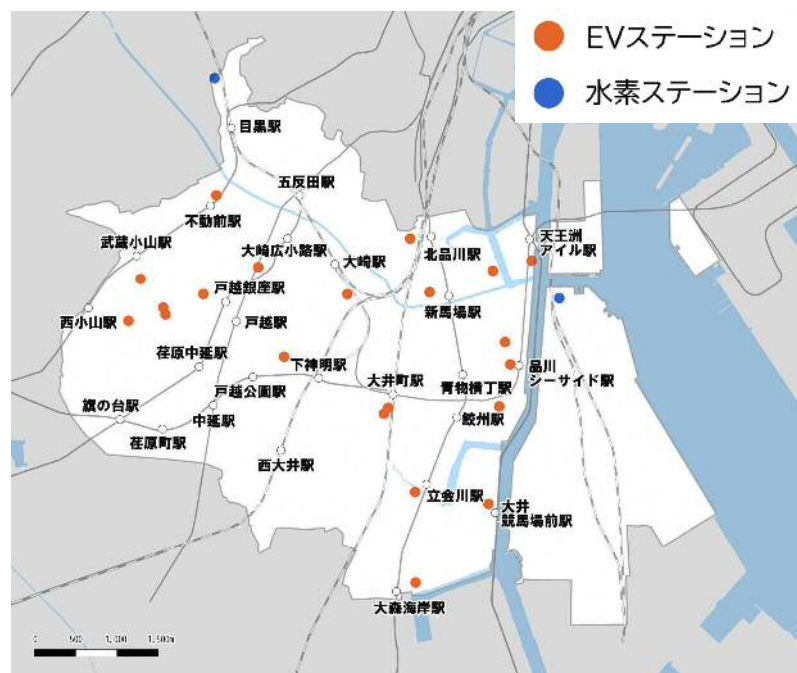 EVステーション
水素ステーション
目黒駅
五反田駅
不動前駅
武蔵小山駅
大崎広小路駅
大崎駅
北品川駅
天王洲
アイル駅
戸越銀座駅
新馬場駅
西小山駅
戸越駅
荏原中延駅
下神明駅
大井町駅
青物横丁駅
品川
シーサイド駅
戸越公園駅
旗の台駅
中延駅
鮫洲駅
荏原町駅
西大井駅
立会川駅
大井
競馬場前駅
大森海岸駅
0 500 1,000 1,500m